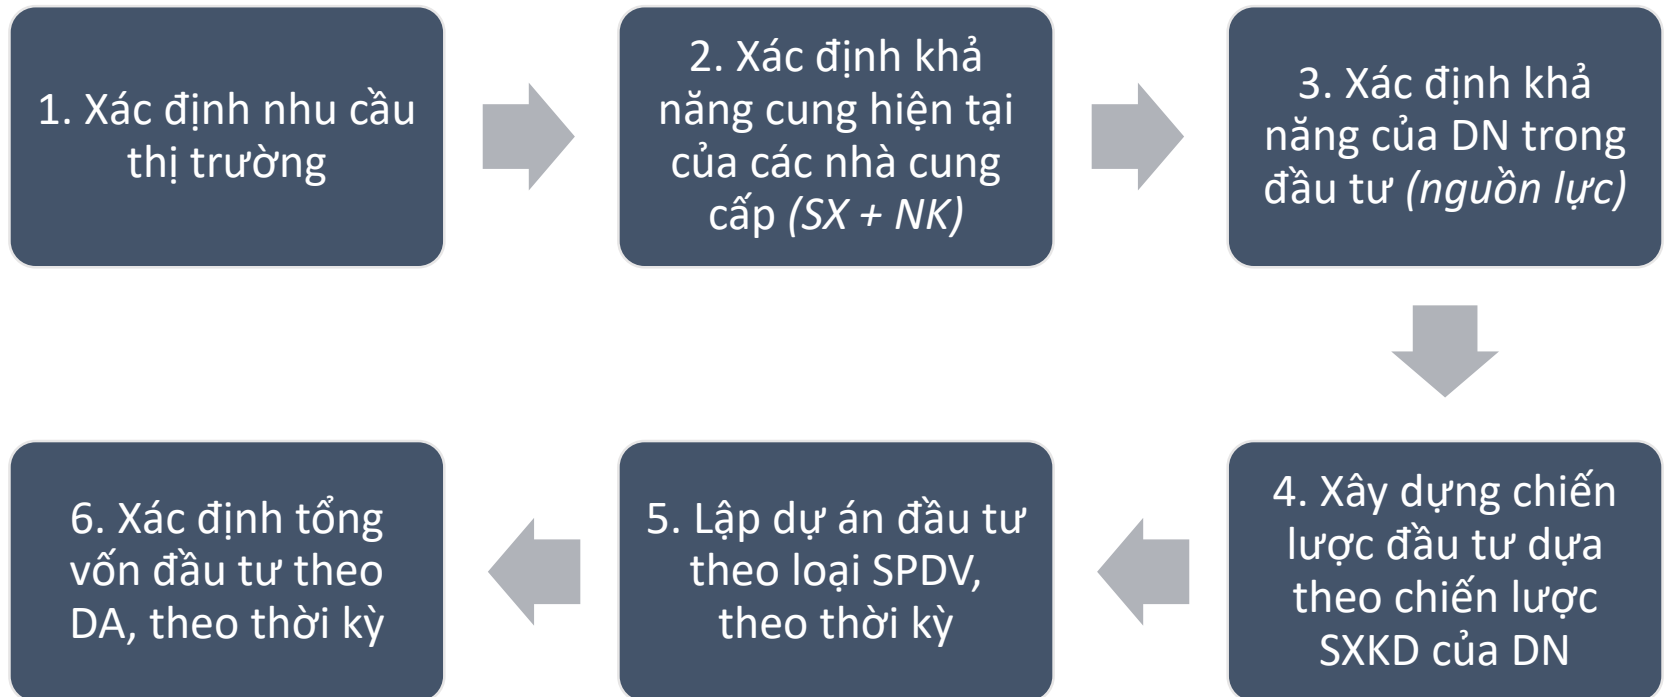 1. Xác định nhu cầu
thị trường
2. Xác định khả
năng cung hiện tại
của các nhà cung
cấp (SX + NK)
3. Xác định khả
năng của DN trong
đầu tư (nguồn lực)
4. Xây dựng chiến
lược đầu tư dựa
theo chiến lược
SXKD của DN
5. Lập dự án đầu tư
theo loại SPDV,
theo thời kỳ
6. Xác định tổng
vốn đầu tư theo
DA, theo thời kỳ